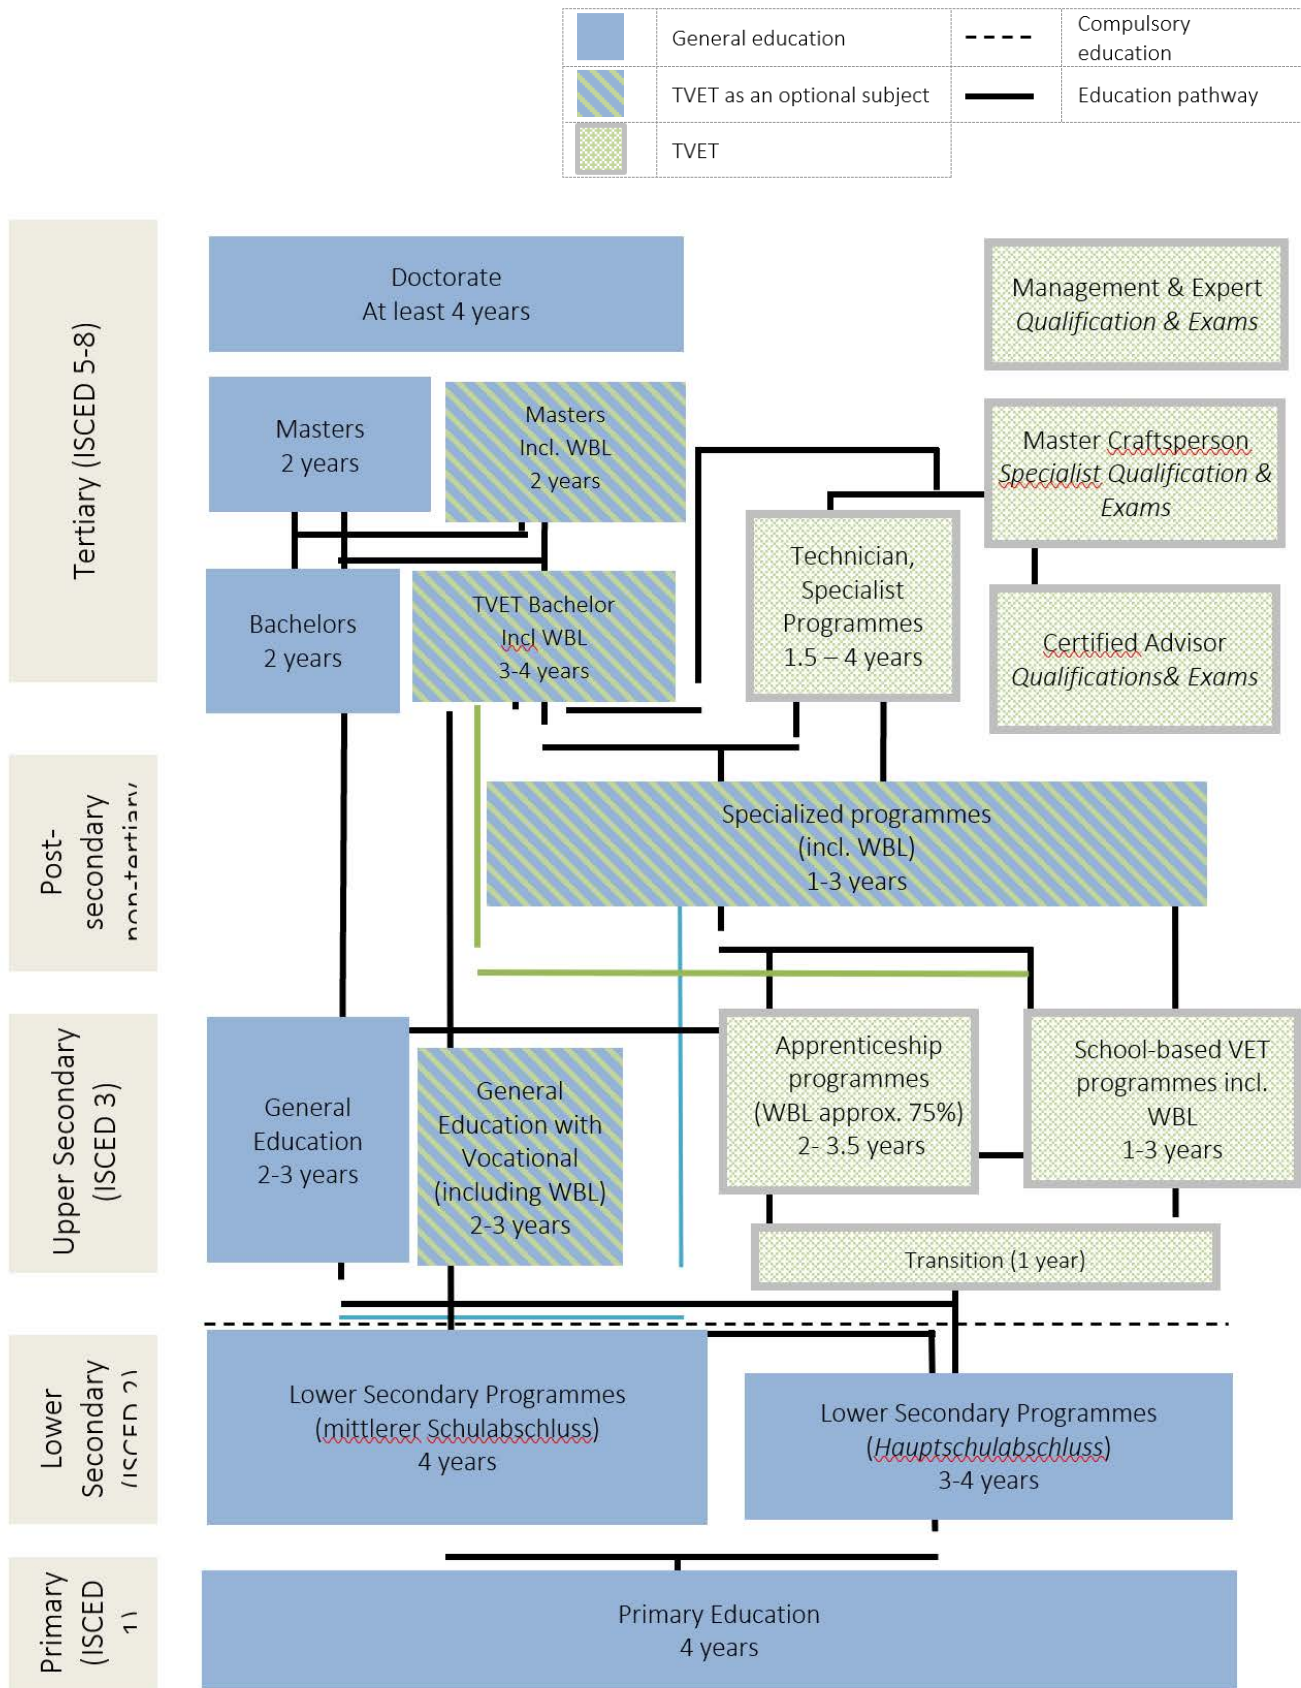 General education
Compulsory
education
TVET as an optional subject
Education pathway
TVET
Tertiary (ISCED 5-8)
Doctorate
At least 4 years
Management & Expert
Qualification & Exams
Masters
2 years
Masters
Incl. WBL
2 years
Master Craftsperson
Specialist Qualification &
Exams
Technician,
Specialist
Programmes
1.5 – 4 years
Bachelors
2 years
TVET Bachelor
Incl WBL
3-4 years
Certified Advisor
Qualifications& Exams
Post-
secondary
non-tertiary
Specialized programmes
(incl. WBL)
1-3 years
Upper Secondary
(ISCED 3)
General
Education
2-3 years
General
Education with
Vocational
(including WBL)
2-3 years
Apprenticeship
programmes
(WBL approx. 75%)
2- 3.5 years
School-based VET
programmes incl.
WBL
1-3 years
Transition (1 year)
Lower
Secondary
(ISCED 2)
Lower Secondary Programmes
(mittlerer Schulabschluss)
4 years
Lower Secondary Programmes
(Hauptschulabschluss)
3-4 years
Primary
(ISCED
1)
Primary Education
4 years